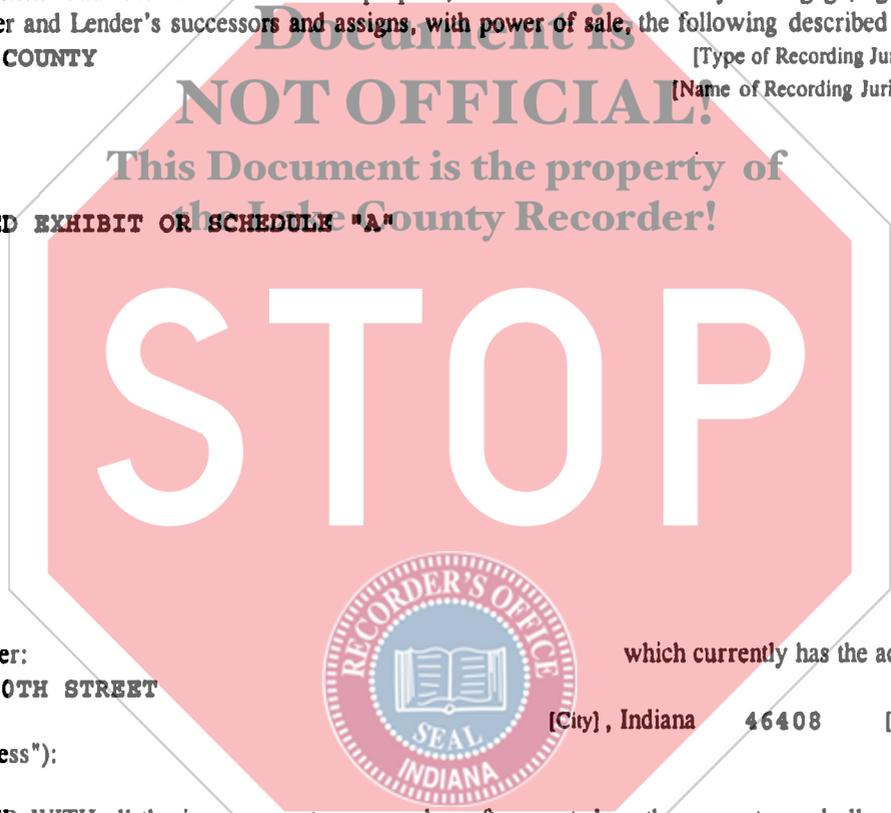 er and Lender's successors and assigns, with power of sale, the following described
Document is
COUNTY
[Type of Recording Ju
NOT OFFICIAL!
[Name of Recording Juri
This Document is the property of
D EXHIBIT OR SCHEDULE "A"
the Lake County Recorder!
STOP
RECORDER'S OFFICE
SEAL
INDIANA
er:
which currently has the ad
0TH STREET
[City], Indiana 46408 [
ess"):